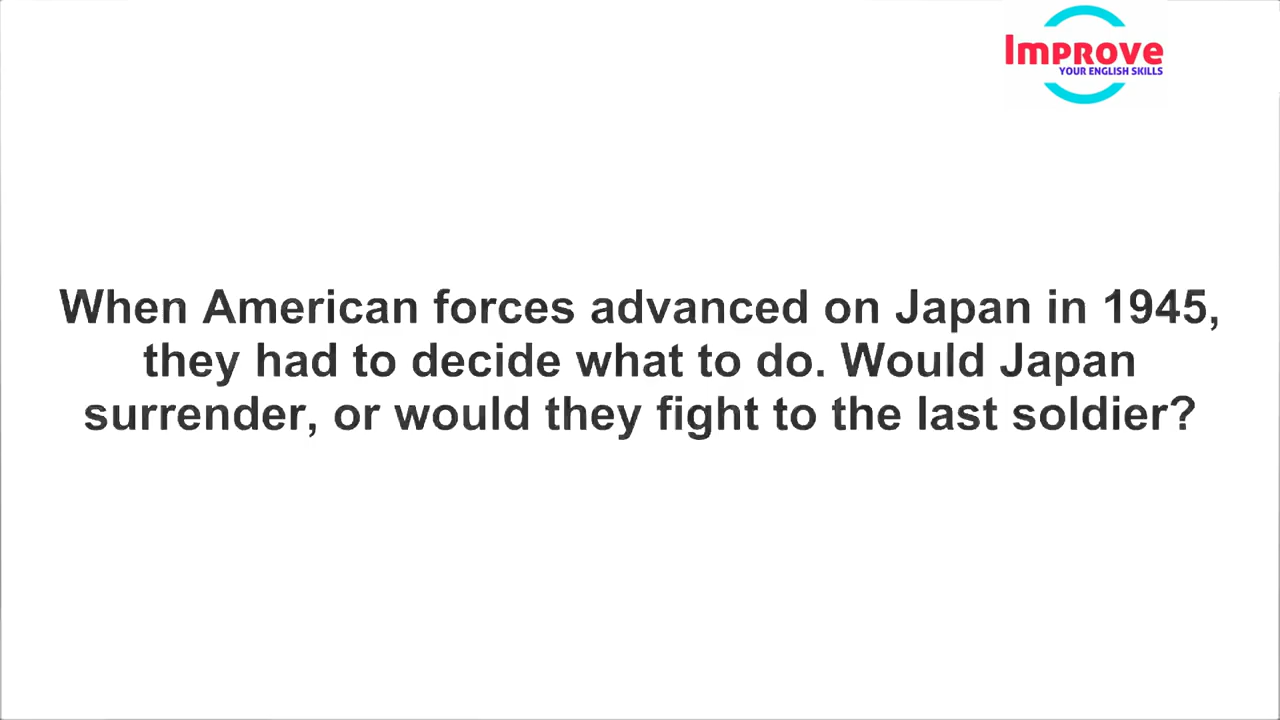 Improve
YOUR ENGLISH SKILLS
When American forces advanced on Japan in 1945,
they had to decide what to do. Would Japan
surrender, or would they fight to the last soldier?